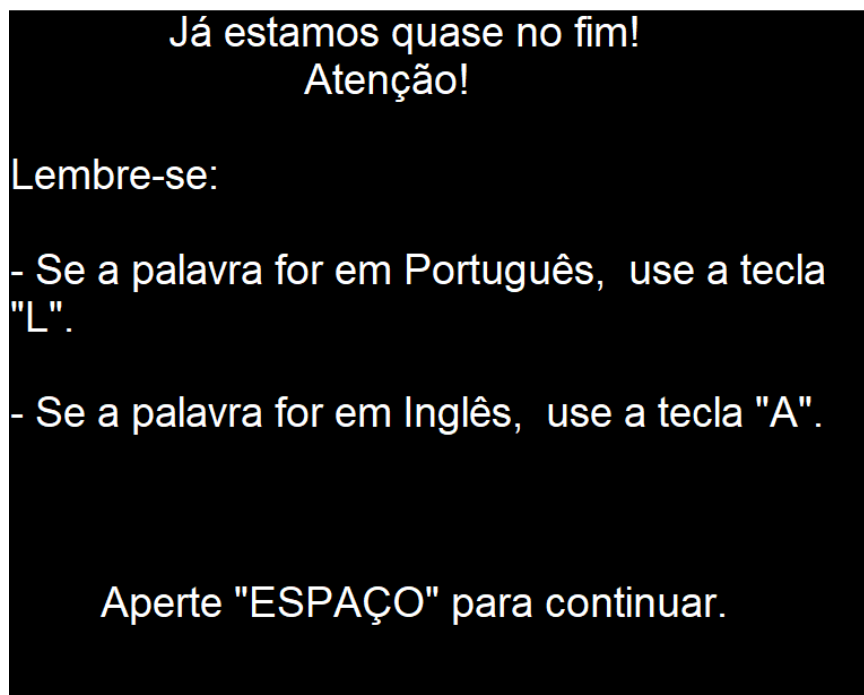 Já estamos quase no fim!
Atenção!
Lembre-se:
- Se a palavra for em Português,  use a tecla
"L".
- Se a palavra for em Inglês,  use a tecla "A".
Aperte "ESPAÇO" para continuar.